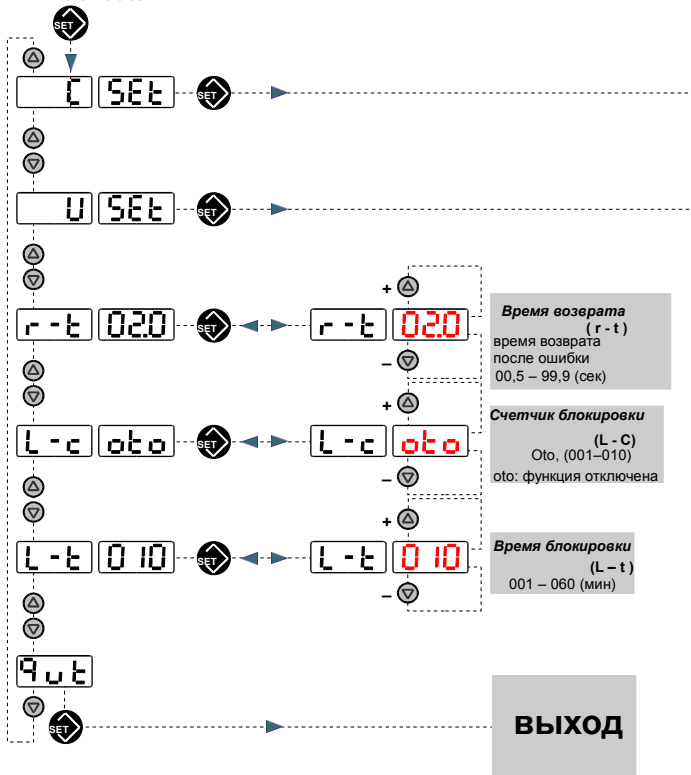 SET
C SEt SET
U SEt SET
+
r-t 02.0 SET r-t 02.0
–
Время возврата
( r - t )
время возврата
после ошибки
00,5 – 99,9 (сек)
+
L-c oto SET L-c oto
–
Счетчик блокировки
(L - C)
Oto, (001–010)
oto: функция отключена
+
L-t 010 SET L-t 010
–
Время блокировки
(L – t )
001 – 060 (мин)
qut
SET
ВЫХОД